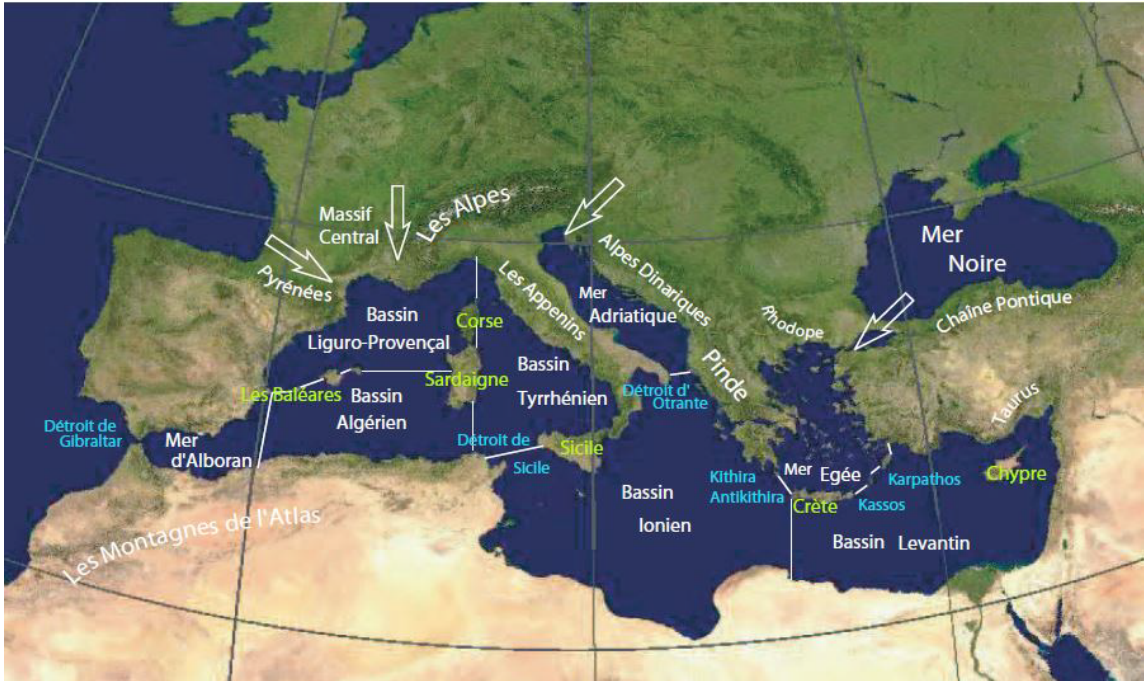 Massif
Central
Les Alpes
Pyrénées
Alpes Dinariques
Les Appenins
Mer
Noire
Chaîne Pontique
Rhodope
Mer
Adriatique
Bassin
Liguro-Provençal
Corse
Pinde
Bassin
Tyrrhénien
Sardaigne
Les Baléares
Bassin
Algérien
Détroit d'
Otrante
Taurus
Détroit de
Gibraltar
Mer
d'Alboran
Détroit de
Sicile
Sicile
Kithira
Antikithira
Mer
Egée
Karpathos
Kassos
Crète
Chypre
Bassin
Ionien
Bassin Levantin
Les Montagnes de l'Atlas